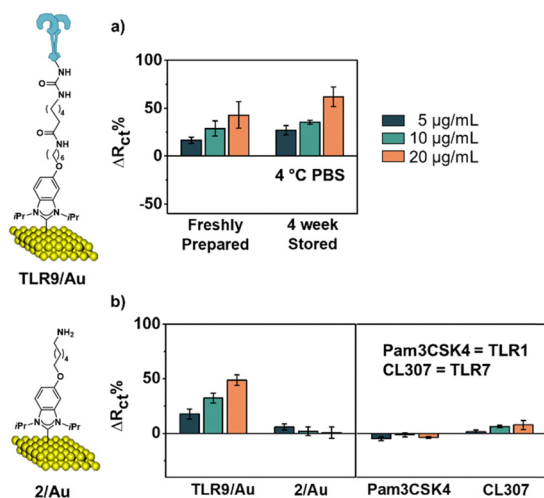 a)
ΔRct%
100
50
0
-50
4 °C PBS
Freshly
Prepared
4 week
Stored
5 µg/mL
10 µg/mL
20 µg/mL
NH
O
NH
( )4
O
NH
( )6
O
iPr
N
N
iPr
TLR9/Au
b)
ΔRct%
100
50
0
-50
Pam3CSK4 = TLR1
CL307 = TLR7
TLR9/Au
2/Au
Pam3CSK4
CL307
NH2
( )4
O
iPr
N
N
iPr
2/Au